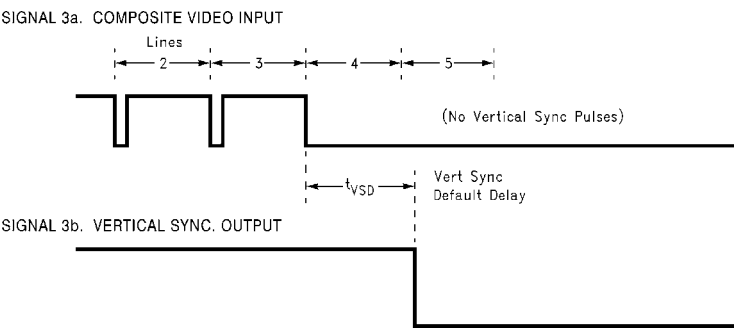 SIGNAL 3a. COMPOSITE VIDEO INPUT
Lines
2 3 4 5
(No Vertical Sync Pulses)
tVSD
Vert Sync
Default Delay
SIGNAL 3b. VERTICAL SYNC. OUTPUT